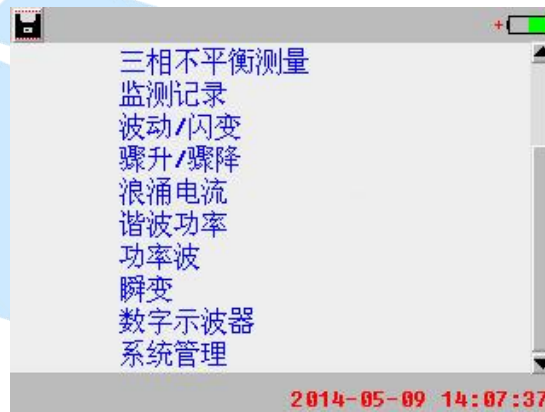 三相不平衡测量
监测记录
波动/闪变
骤升/骤降
浪涌电流
谐波功率
功率波
瞬变
数字示波器
系统管理
2014-05-09 14:07:37